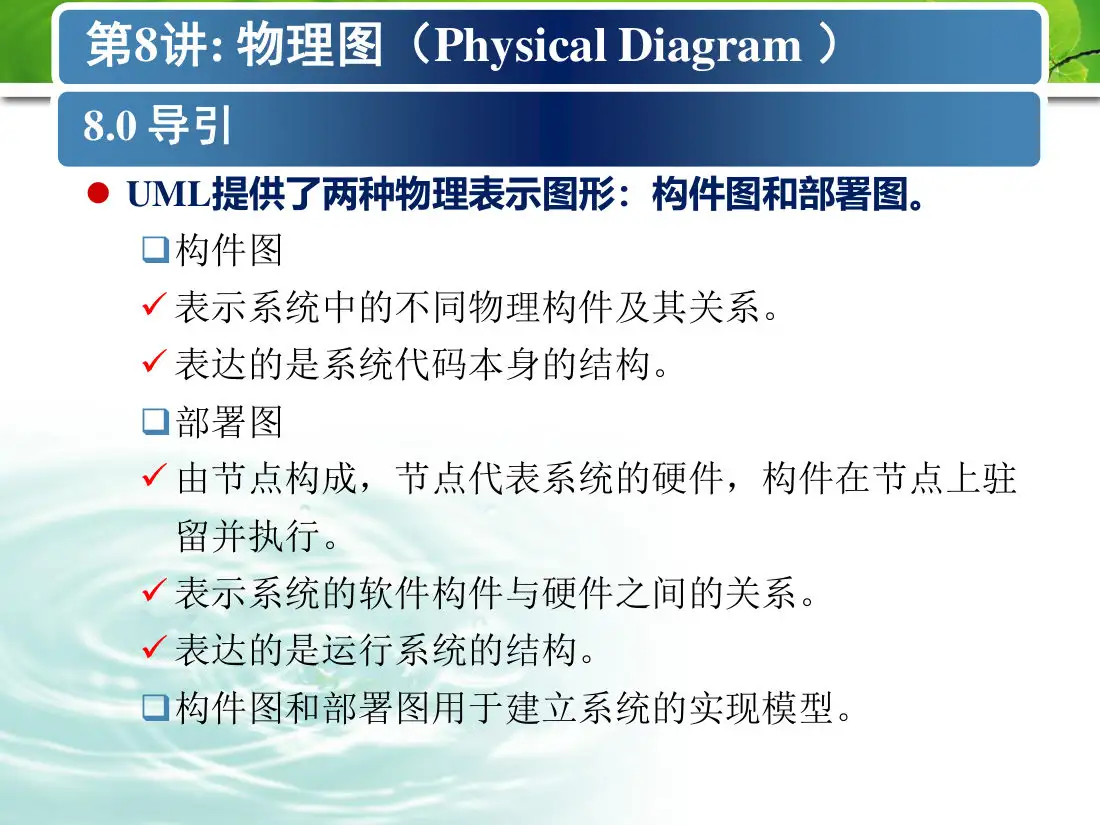 第8讲: 物理图（Physical Diagram ）
8.0 导引
UML提供了两种物理表示图形：构件图和部署图。
构件图
表示系统中的不同物理构件及其关系。
表达的是系统代码本身的结构。
部署图
由节点构成，节点代表系统的硬件，构件在节点上驻
留并执行。
表示系统的软件构件与硬件之间的关系。
表达的是运行系统的结构。
构件图和部署图用于建立系统的实现模型。